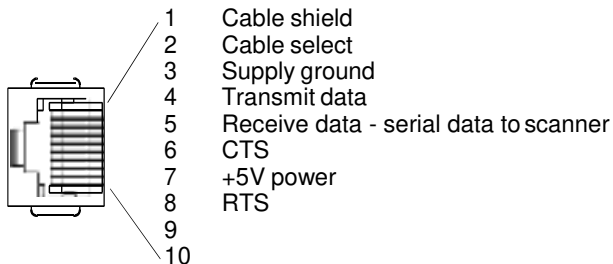 1 Cable shield
2 Cable select
3 Supply ground
4 Transmit data
5 Receive data - serial data to scanner
6 CTS
7 +5V power
8 RTS
9
10